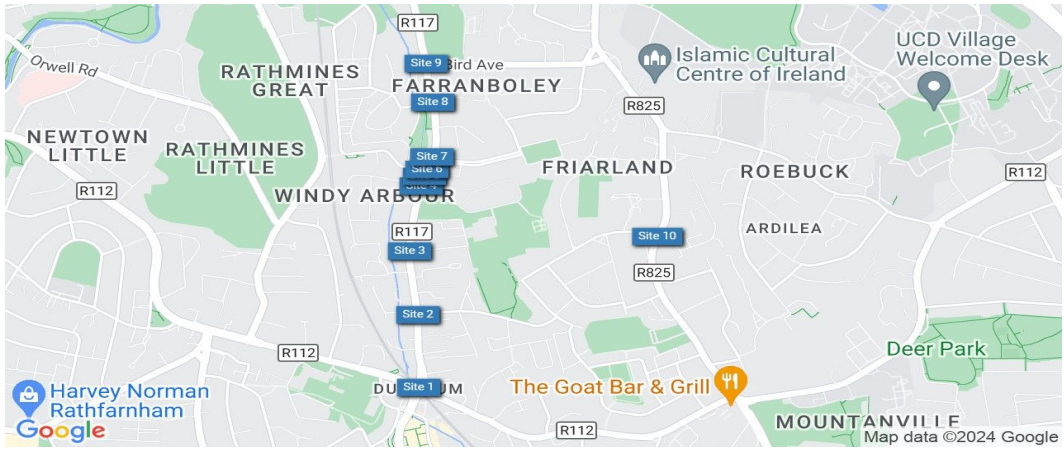 R117
Orwell Rd
Site 9
Bird Ave
RATHMINES
GREAT
FARRANBOLEY
Islamic Cultural
Centre of Ireland
UCD Village
Welcome Desk
Site 8
R825
NEWTOWN
LITTLE
RATHMINES
LITTLE
Site 7
Site 6
Site 4
WINDY ARBOUR
FRIARLAND
ROEBUCK
R112
R112
R117
Site 3
Site 10
ARDILEA
R825
Site 2
R112
Site 1
Deer Park
Harvey Norman
Rathfarnham
The Goat Bar & Grill
R112
MOUNTANVILLE
Google
Map data ©2024 Google